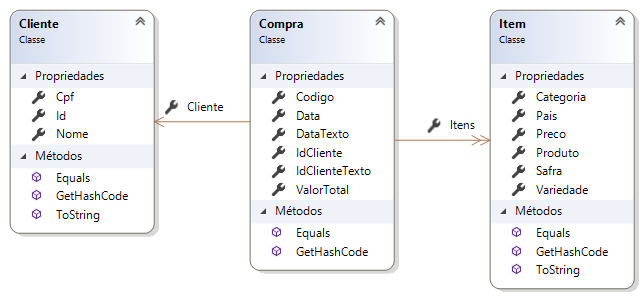 Cliente
Classe
Propriedades
Cpf
Id
Nome
Métodos
Equals
GetHashCode
ToString
Cliente
Compra
Classe
Propriedades
Codigo
Data
DataTexto
IdCliente
IdClienteTexto
ValorTotal
Métodos
Equals
GetHashCode
Itens
Item
Classe
Propriedades
Categoria
Pais
Preco
Produto
Safra
Variedade
Métodos
Equals
GetHashCode
ToString